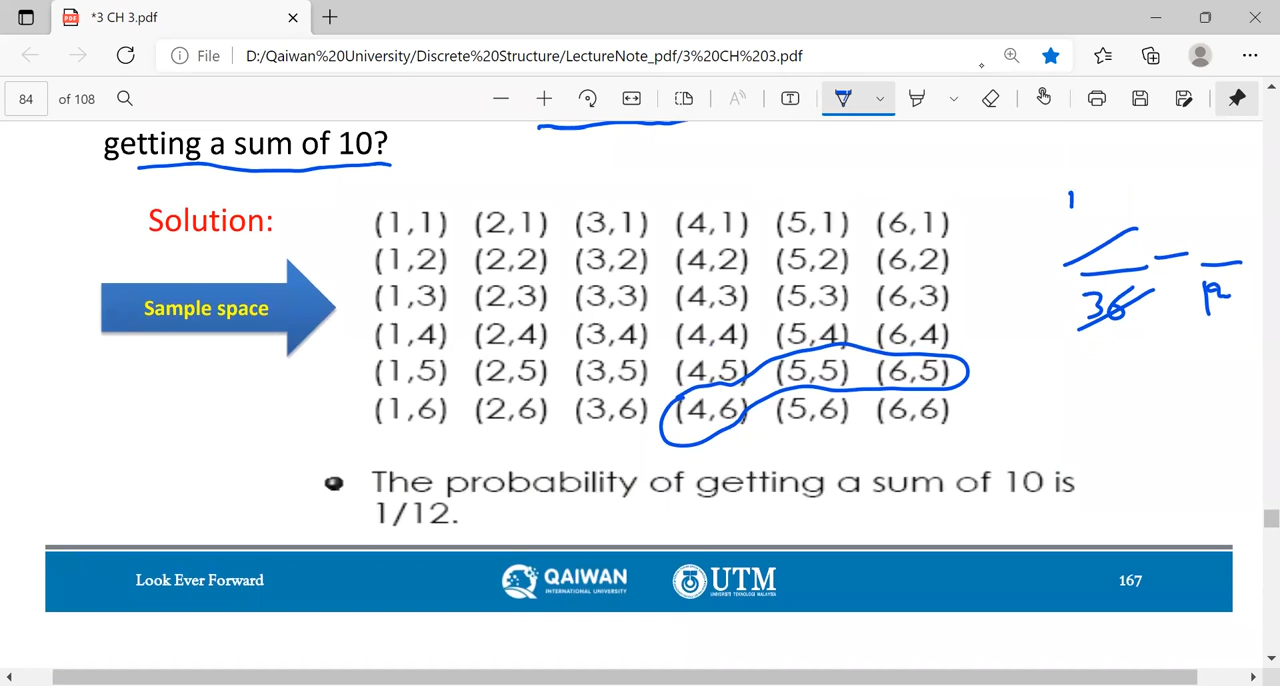 *3 CH 3.pdf
File D:/Qaiwan%20University/Discrete%20Structure/LectureNote_pdf/3%20CH%203.pdf
84 of 108
getting a sum of 10?
Solution:
Sample space
(1,1) (2,1) (3,1) (4,1) (5,1) (6,1)
(1,2) (2,2) (3,2) (4,2) (5,2) (6,2)
(1,3) (2,3) (3,3) (4,3) (5,3) (6,3)
(1,4) (2,4) (3,4) (4,4) (5,4) (6,4)
(1,5) (2,5) (3,5) (4,5) (5,5) (6,5)
(1,6) (2,6) (3,6) (4,6) (5,6) (6,6)
1
36 12
The probability of getting a sum of 10 is
1/12.
Look Ever Forward
QAIWAN
INTERNATIONAL UNIVERSITY
UTM
UNIVERSITI TEKNOLOGI MALAYSIA
167